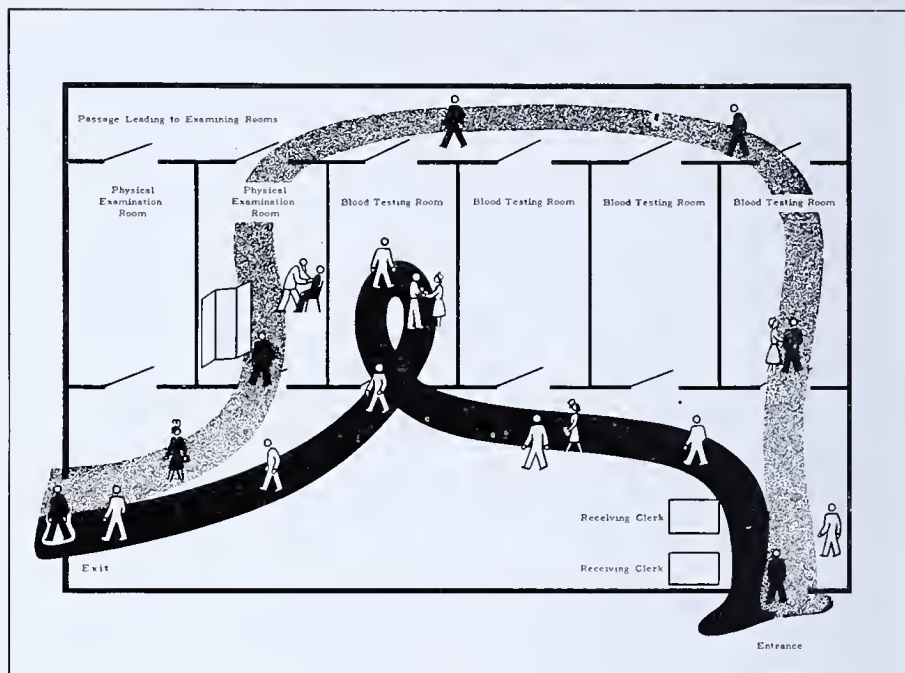 Passage Leading to Examining Rooms
Physical
Examination
Room
Physical
Examination
Room
Blood Testing Room
Blood Testing Room
Blood Testing Room
Blood Testing Room
Receiving Clerk
Receiving Clerk
Exit
Entrance